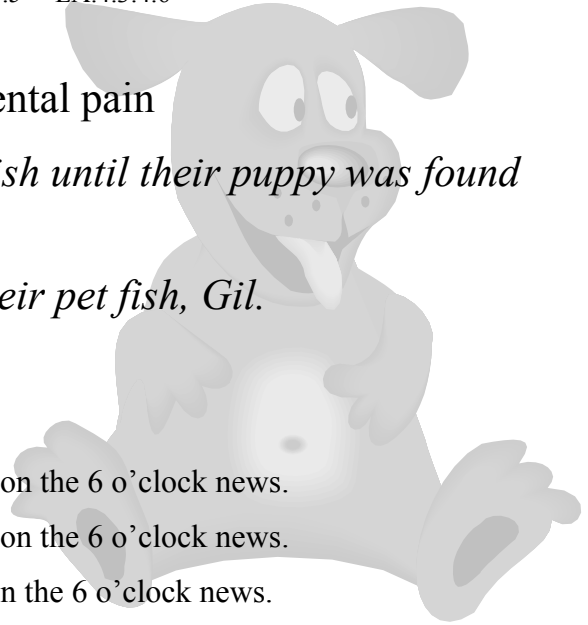 ental pain
ish until their puppy was found
eir pet fish, Gil.
on the 6 o’clock news.
on the 6 o’clock news.
n the 6 o’clock news.